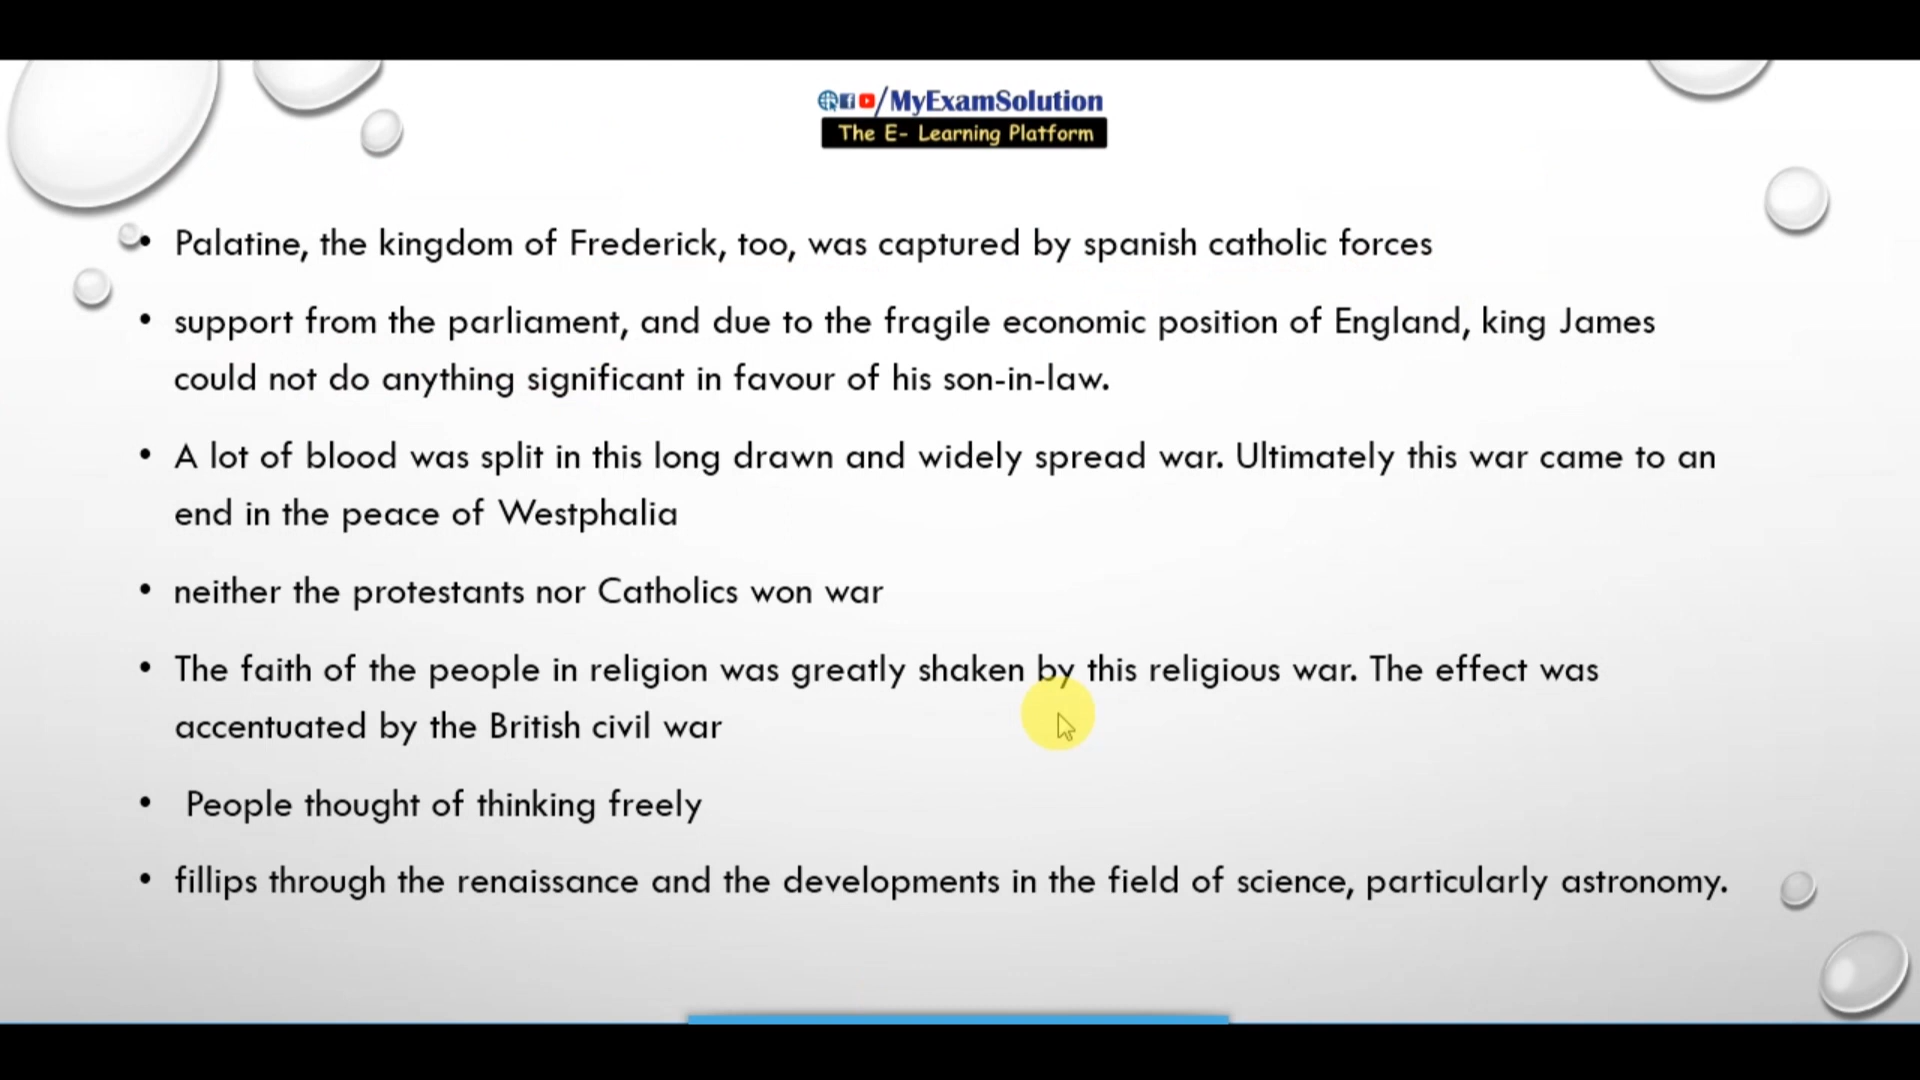 /MyExamSolution
The E- Learning Platform
• Palatine, the kingdom of Frederick, too, was captured by spanish catholic forces
• support from the parliament, and due to the fragile economic position of England, king James
could not do anything significant in favour of his son-in-law.
• A lot of blood was split in this long drawn and widely spread war. Ultimately this war came to an
end in the peace of Westphalia
• neither the protestants nor Catholics won war
• The faith of the people in religion was greatly shaken by this religious war. The effect was
accentuated by the British civil war
• People thought of thinking freely
• fillips through the renaissance and the developments in the field of science, particularly astronomy.